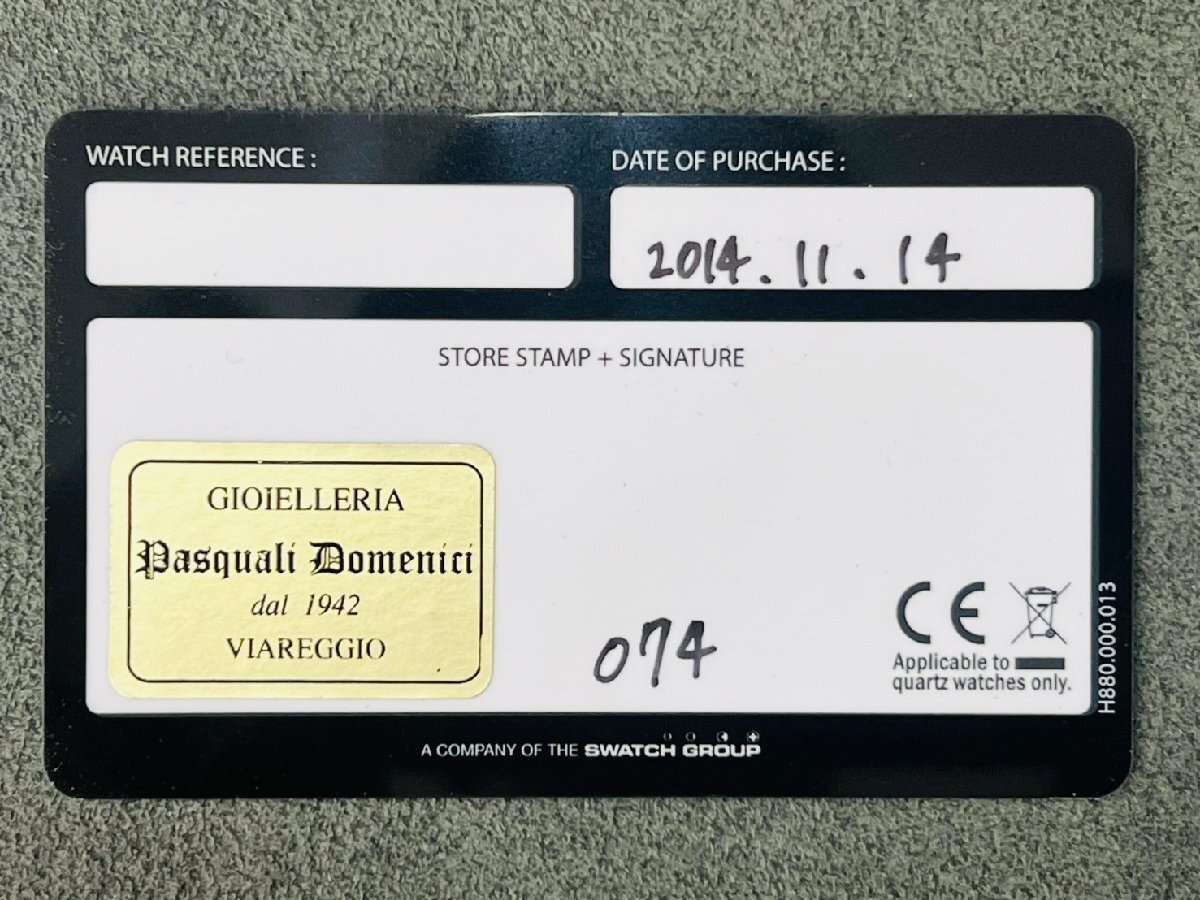 WATCH REFERENCE :
DATE OF PURCHASE :
2014.11.14
STORE STAMP + SIGNATURE
GIOIELLERIA
Pasquali Domenici
dal 1942
VIAREGGIO
074
CE
Applicable to
quartz watches only.
H880.000.013
A COMPANY OF THE SWATCH GROUP